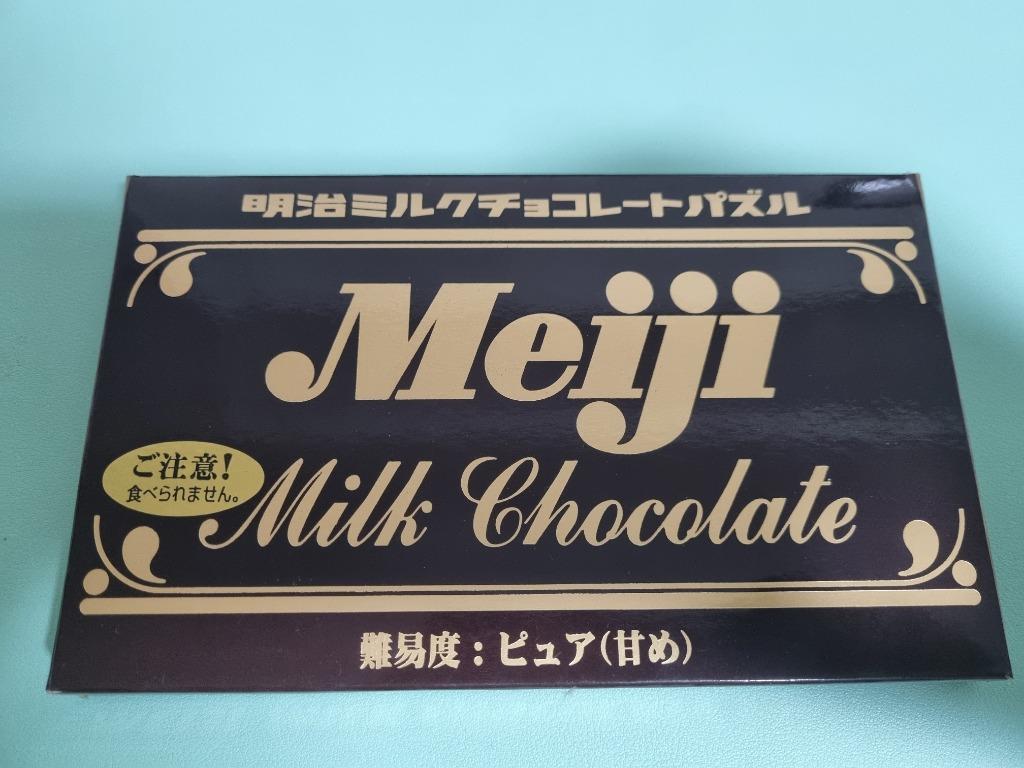 明治ミルクチョコレートパズル
Meiji
ご注意!
食べられません。
Milk Chocolate
難易度:ピュア(甘め)